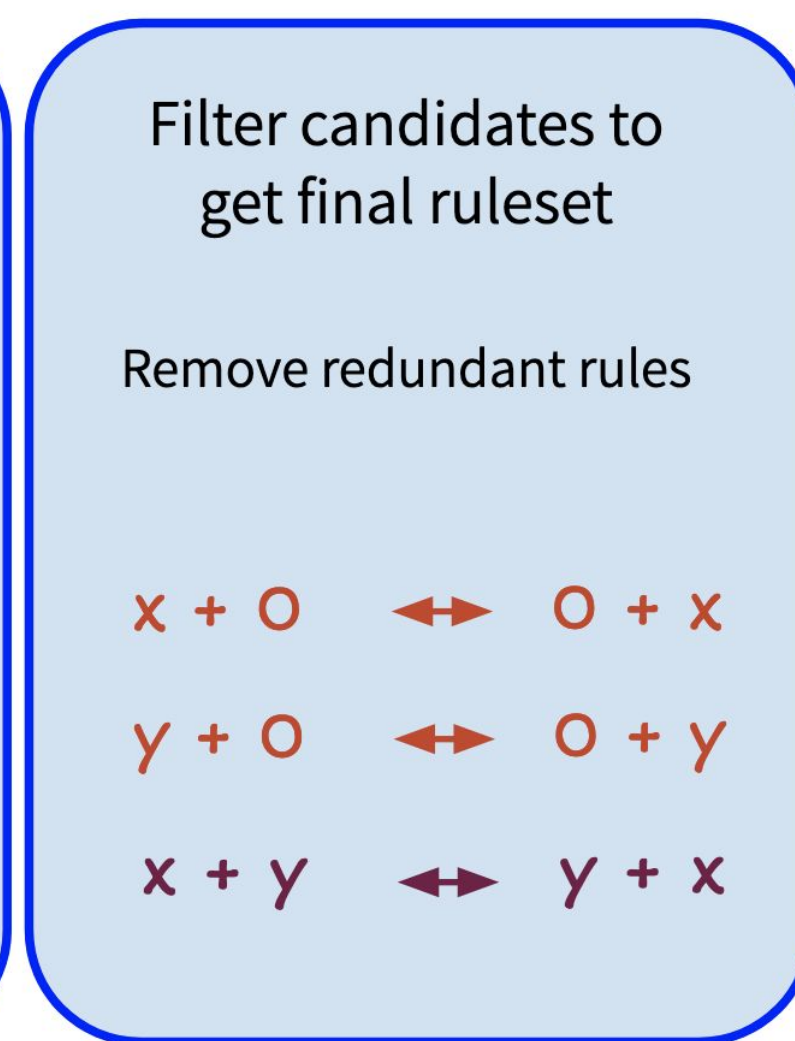 Filter candidates to
get final ruleset
Remove redundant rules
x + 0 ↔ 0 + x
y + 0 ↔ 0 + y
x + y ↔ y + x